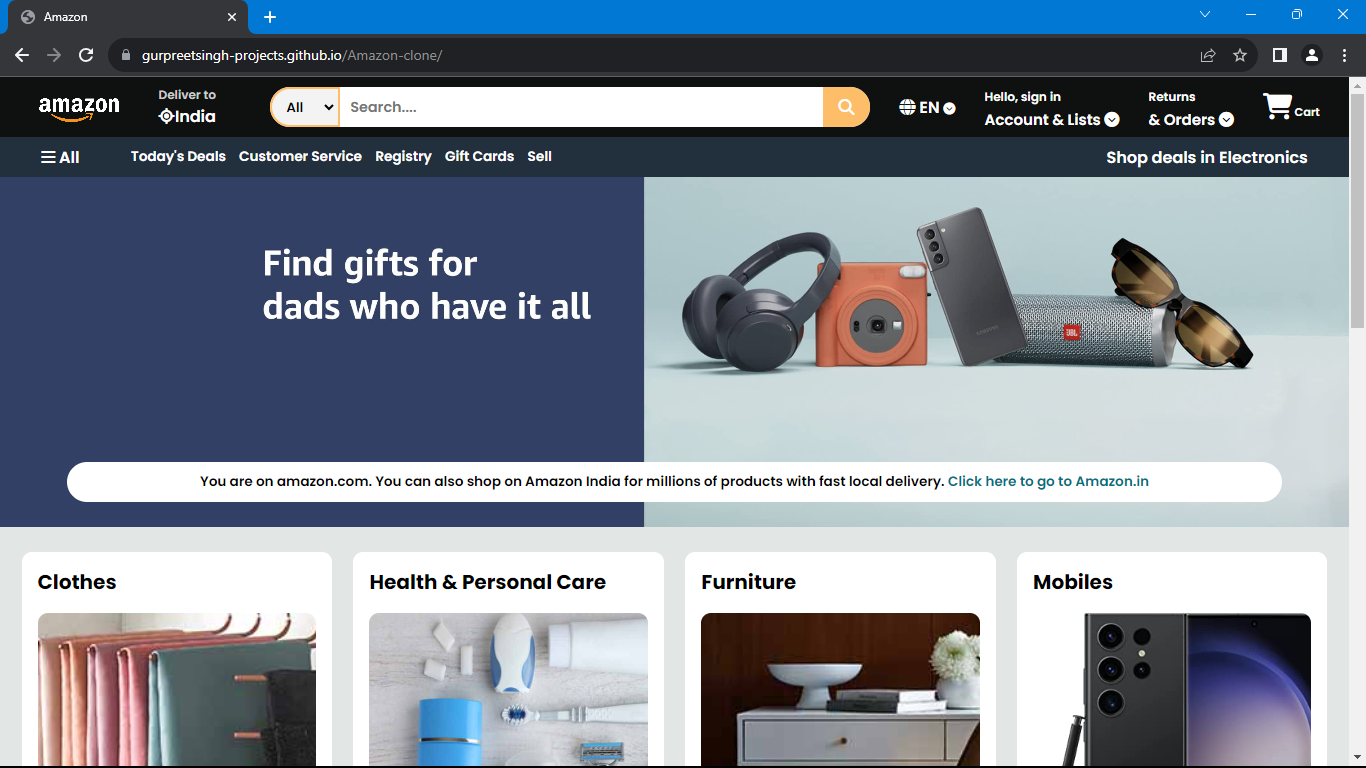 Amazon
gurpreetsingh-projects.github.io/Amazon-clone/
amazon
Deliver to
India
All
Search....
EN
Hello, sign in
Account & Lists
Returns
& Orders
Cart
All
Today's Deals
Customer Service
Registry
Gift Cards
Sell
Shop deals in Electronics
Find gifts for
dads who have it all
SAMSUNG
JBL
You are on amazon.com. You can also shop on Amazon India for millions of products with fast local delivery. Click here to go to Amazon.in
Clothes
Health & Personal Care
Furniture
Mobiles